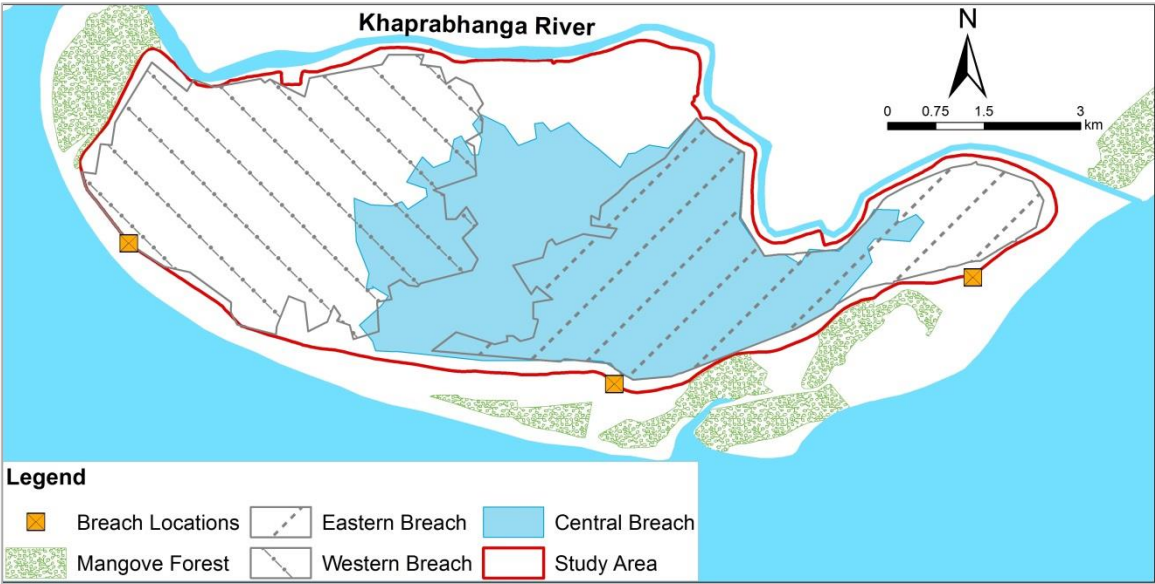 Khaprabhanga River
N
0 0.75 1.5 3
km
Legend
Breach Locations Eastern Breach Central Breach
Mangove Forest Western Breach Study Area